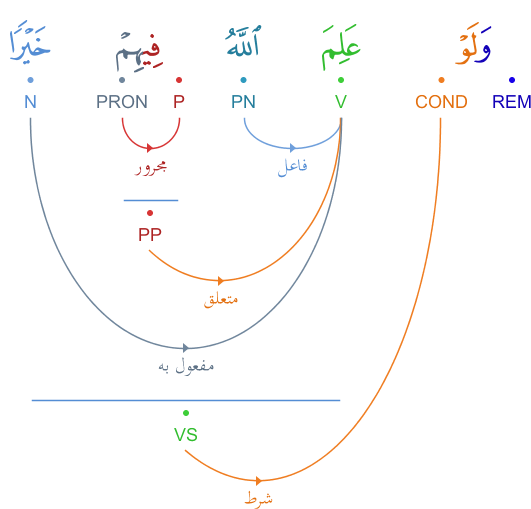 وَلَوْ عَلِمَ ٱللَّهُ فِيهِمْ خَيْرًا
REM COND V PN P PRON N
فاعل
مجرور
PP
متعلق
مفعول به
VS
شرط